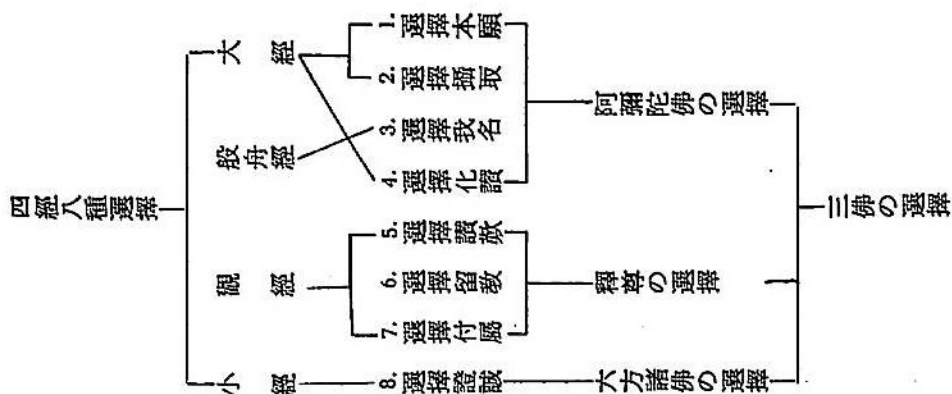 四經八種選擇
大經
般舟經
觀經
小經
1. 選擇本願
2. 選擇攝取
3. 選擇我名
4. 選擇化讃
5. 選擇讃歎
6. 選擇留教
7. 選擇付屬
8. 選擇證誠
阿彌陀佛の選擇
釋尊の選擇
六方諸佛の選擇
三佛の選擇